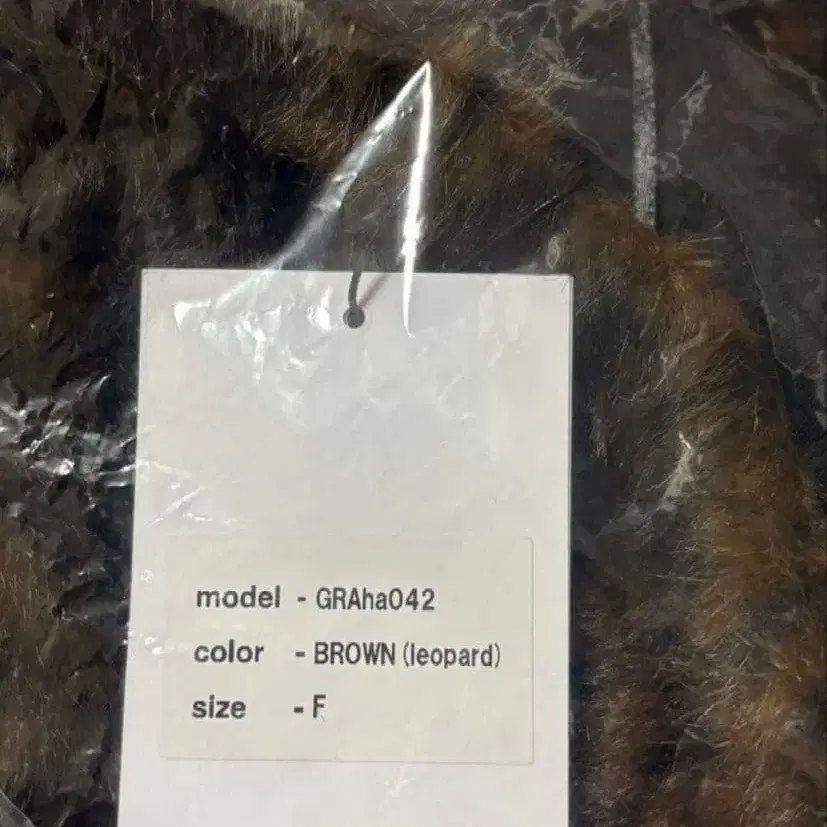 model - GRAha042
color - BROWN (leopard)
size - F